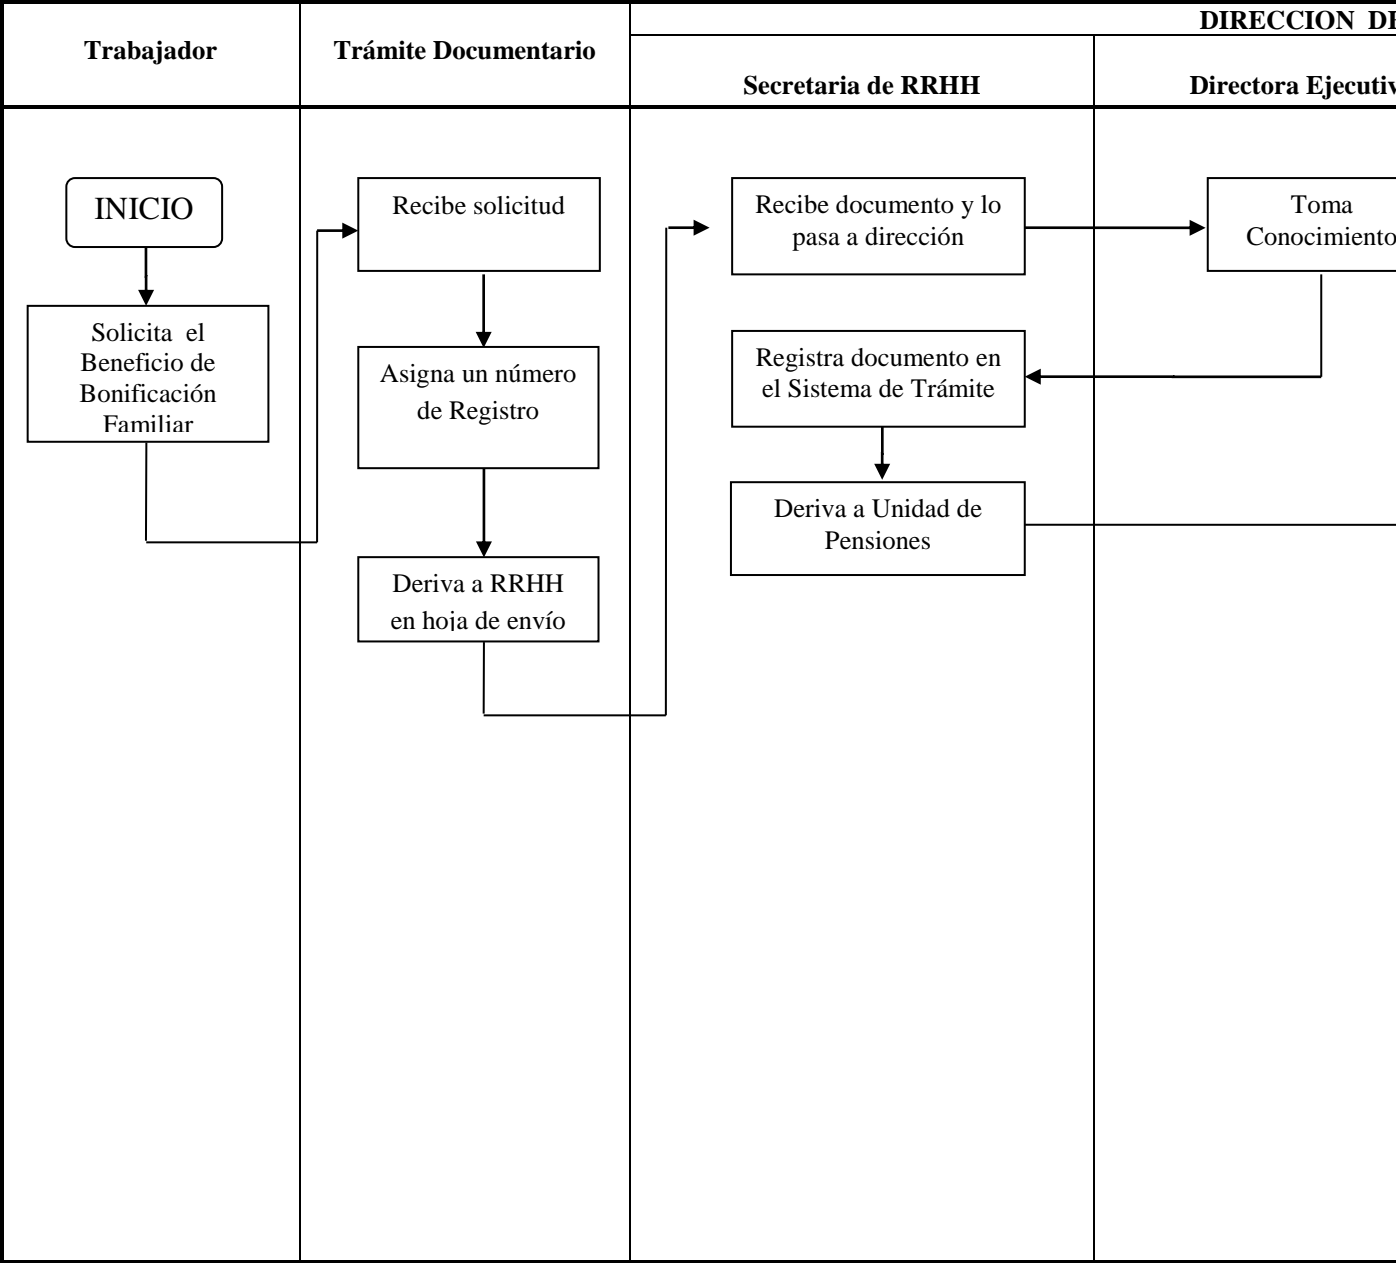 Trabajador
Trámite Documentario
DIRECCION DE
Secretaria de RRHH
Directora Ejecutiv
INICIO
Solicita el
Beneficio de
Bonificación
Familiar
Recibe solicitud
Asigna un número
de Registro
Deriva a RRHH
en hoja de envío
Recibe documento y lo
pasa a dirección
Registra documento en
el Sistema de Trámite
Deriva a Unidad de
Pensiones
Toma
Conocimiento